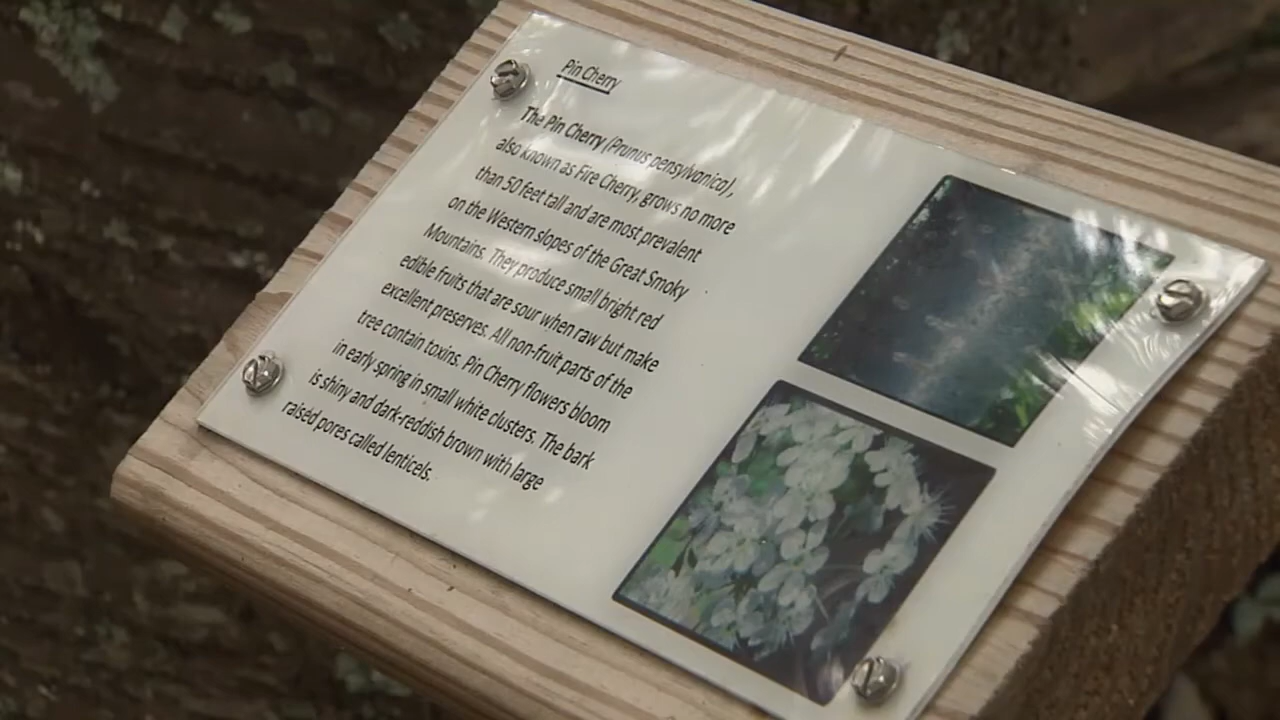 Pin Cherry
The Pin Cherry (Prunus pensylvanica),
also known as Fire Cherry, grows no more
than 50 feet tall and are most prevalent
on the Western slopes of the Great Smoky
Mountains. They produce small bright red
edible fruits that are sour when raw but make
excellent preserves. All non-fruit parts of the
tree contain toxins. Pin Cherry flowers bloom
in early spring in small white clusters. The bark
is shiny and dark-reddish brown with large
raised pores called lenticels.